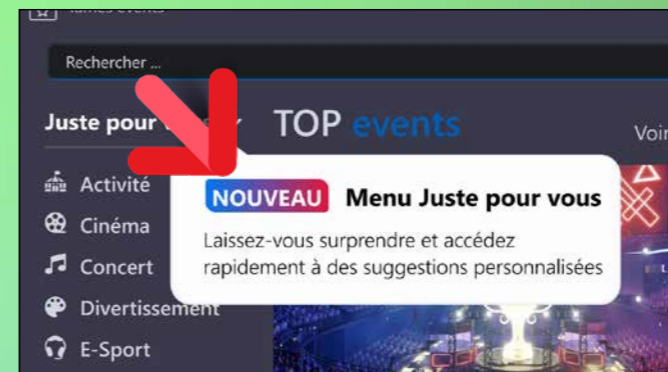 Rechercher ...
Juste pour
TOP events
Voir
Activité
Cinéma
Concert
Divertissement
E-Sport
NOUVEAU Menu Juste pour vous
Laissez-vous surprendre et accédez
rapidement à des suggestions personnalisées